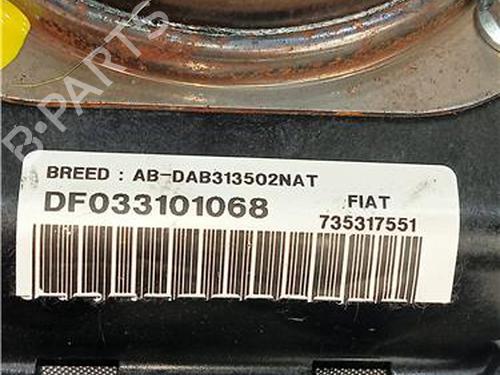 B·PARTS
BREED : AB-DAB313502NAT
DF033101068 FIAT
735317551